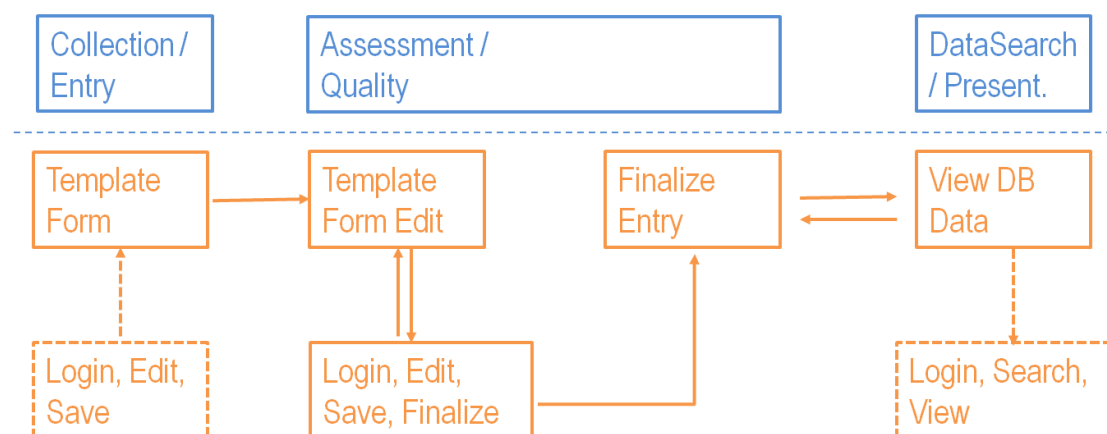 Collection /
Entry
Assessment /
Quality
DataSearch
/ Present.
Template
Form
Template
Form Edit
Finalize
Entry
View DB
Data
Login, Edit,
Save
Login, Edit,
Save, Finalize
Login, Search,
View